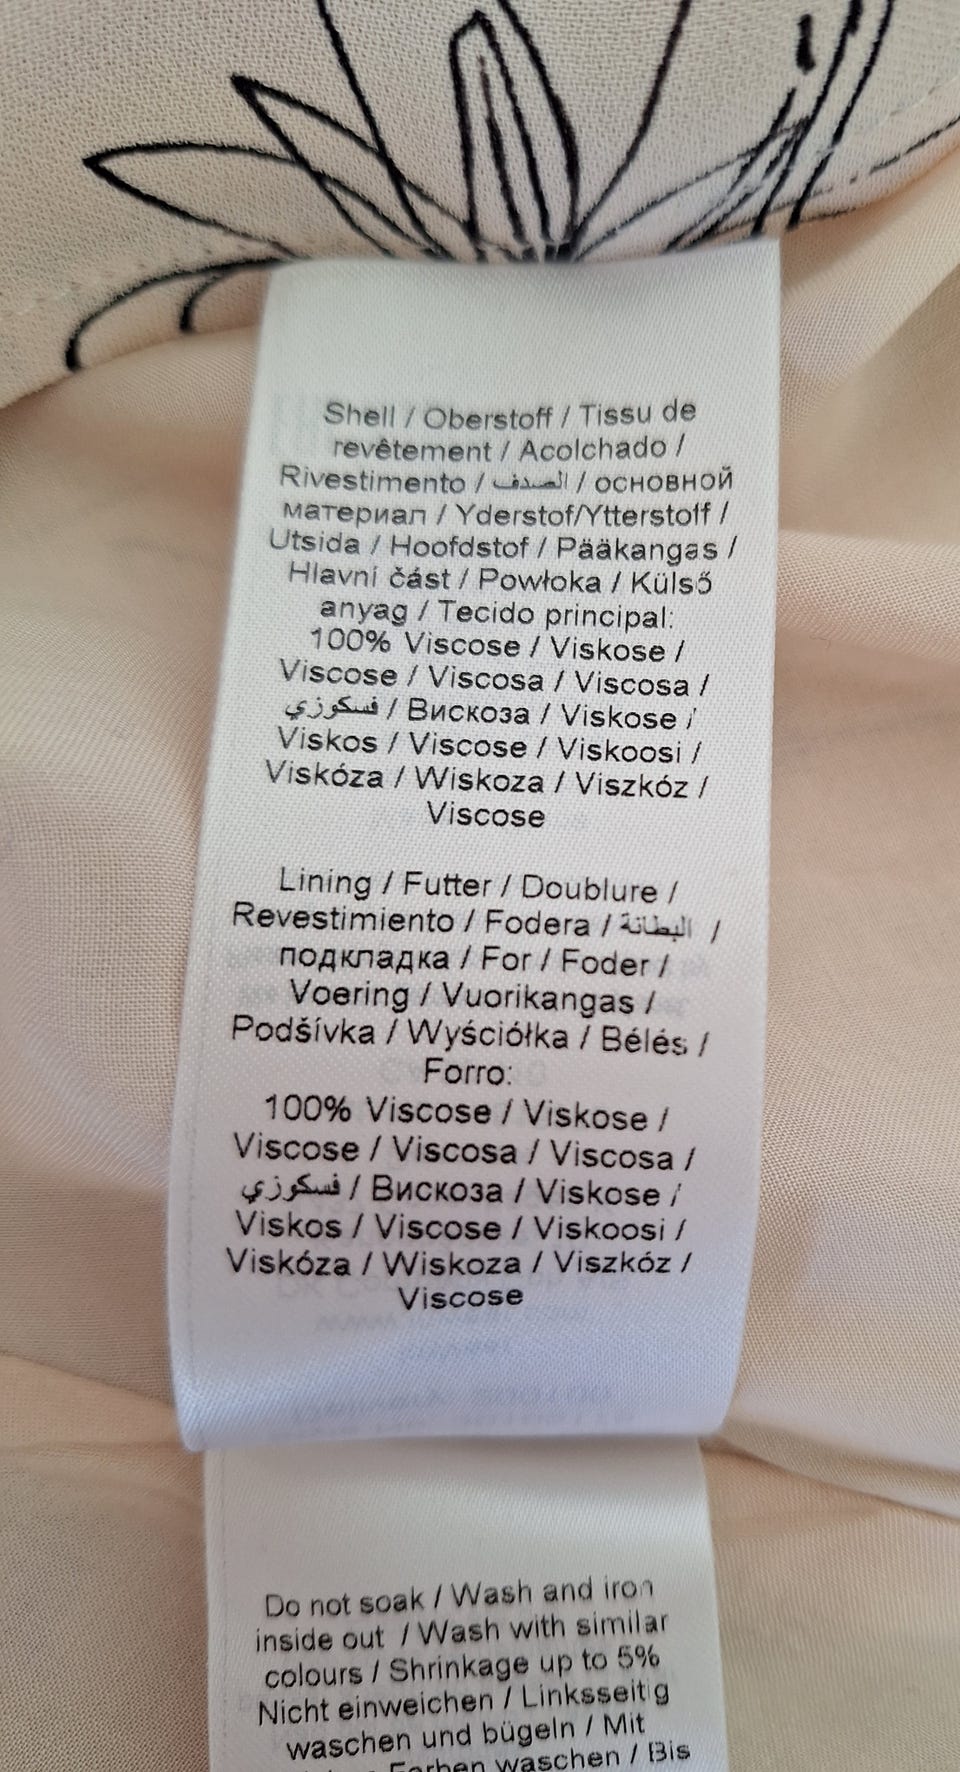 Shell / Oberstoff / Tissu de
revêtement / Acolchado /
Rivestimento / الصدف / основной
материал / Yderstof/Ytterstoff /
Utsida / Hoofdstof / Pääkangas /
Hlavní část / Powłoka / Külső
anyag / Tecido principal:
100% Viscose / Viskose /
Viscose / Viscosa / Viscosa /
فسكوزي / Вискоза / Viskose /
Viskos / Viscose / Viskoosi /
Viskóza / Wiskoza / Viszkóz /
Viscose
Lining / Futter / Doublure /
Revestimiento / Fodera / البطانة /
подкладка / For / Foder /
Voering / Vuorikangas /
Podšívka / Wyściółka / Bélés /
Forro:
100% Viscose / Viskose /
Viscose / Viscosa / Viscosa /
فسكوزي / Вискоза / Viskose /
Viskos / Viscose / Viskoosi /
Viskóza / Wiskoza / Viszkóz /
Viscose
Do not soak / Wash and iron
inside out / Wash with similar
colours / Shrinkage up to 5%
Nicht einweichen / Linksseitig
waschen und bügeln / Mit
Farben waschen / Bis